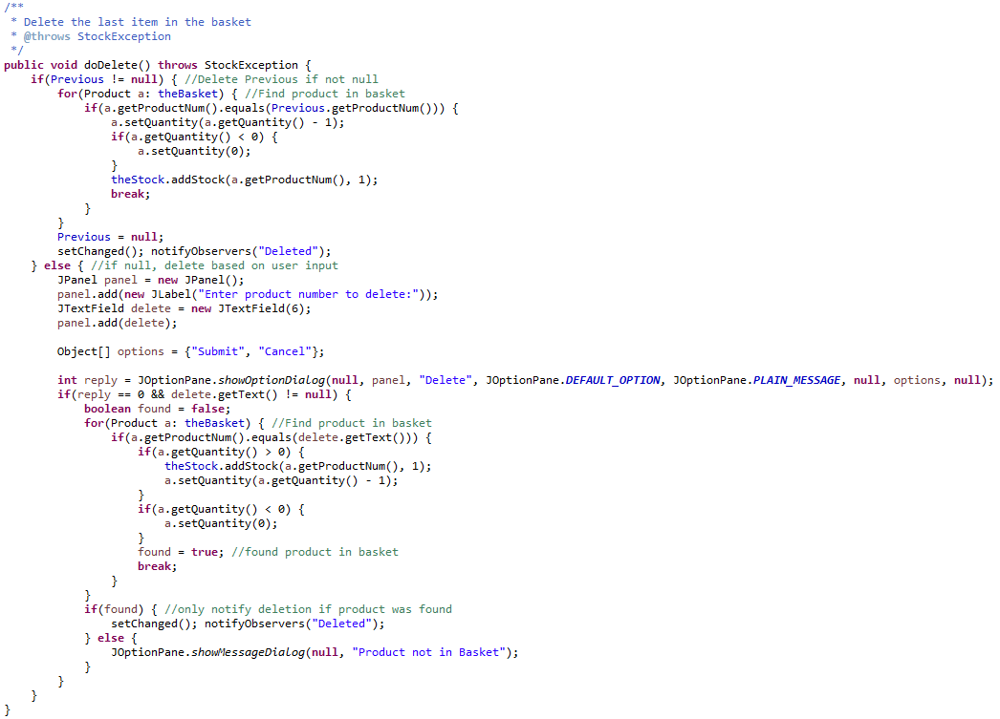 /**
 * Delete the last item in the basket
 * @throws StockException
 */
public void doDelete() throws StockException {
    if(Previous != null) { //Delete Previous if not null
        for(Product a: theBasket) { //Find product in basket
            if(a.getProductNum().equals(Previous.getProductNum())) {
                a.setQuantity(a.getQuantity() - 1);
                if(a.getQuantity() < 0) {
                    a.setQuantity(0);
                }
                theStock.addStock(a.getProductNum(), 1);
                break;
            }
        }
        Previous = null;
        setChanged(); notifyObservers("Deleted");
    } else { //if null, delete based on user input
        JPanel panel = new JPanel();
        panel.add(new JLabel("Enter product number to delete:"));
        JTextField delete = new JTextField(6);
        panel.add(delete);

        Object[] options = {"Submit", "Cancel"};

        int reply = JOptionPane.showOptionDialog(null, panel, "Delete", JOptionPane.DEFAULT_OPTION, JOptionPane.PLAIN_MESSAGE, null, options, null);
        if(reply == 0 && delete.getText() != null) {
            boolean found = false;
            for(Product a: theBasket) { //Find product in basket
                if(a.getProductNum().equals(delete.getText())) {
                    if(a.getQuantity() > 0) {
                        theStock.addStock(a.getProductNum(), 1);
                        a.setQuantity(a.getQuantity() - 1);
                    }
                    if(a.getQuantity() < 0) {
                        a.setQuantity(0);
                    }
                    found = true; //found product in basket
                    break;
                }
            }
            if(found) { //only notify deletion if product was found
                setChanged(); notifyObservers("Deleted");
            } else {
                JOptionPane.showMessageDialog(null, "Product not in Basket");
            }
        }
    }
}